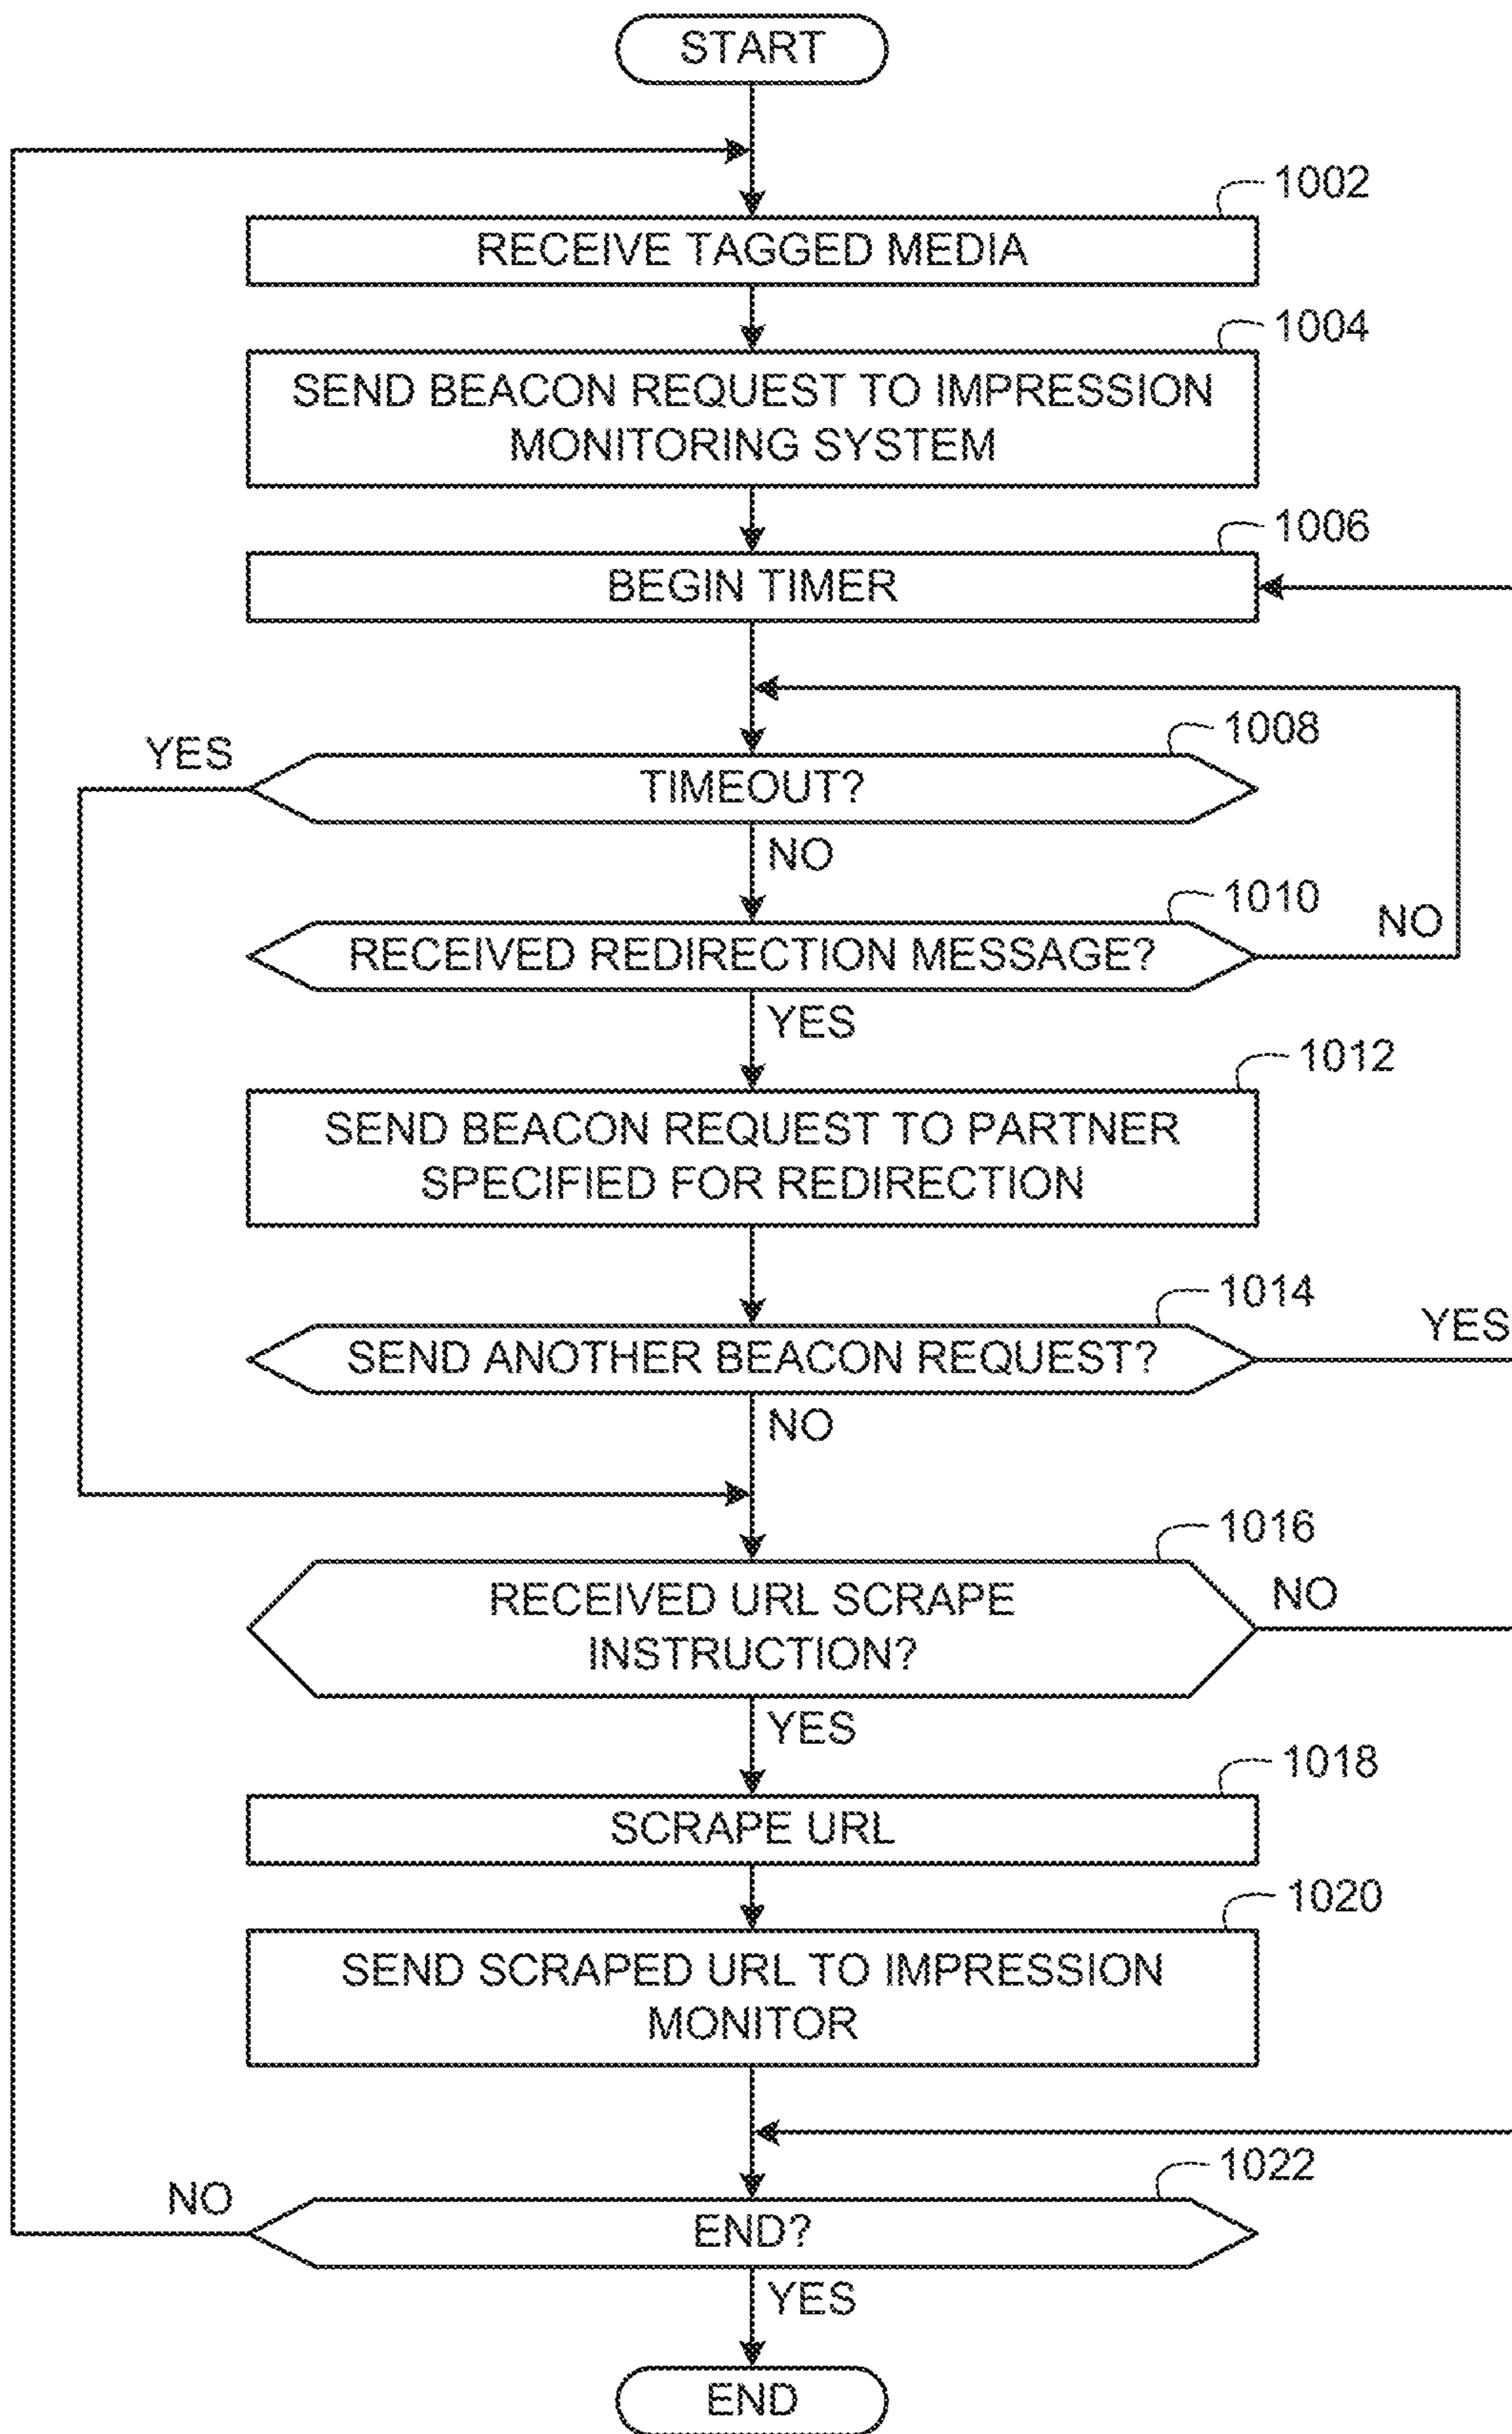 START
1002
RECEIVE TAGGED MEDIA
1004
SEND BEACON REQUEST TO IMPRESSION
MONITORING SYSTEM
1006
BEGIN TIMER
1008
YES
TIMEOUT?
NO
1010
NO
RECEIVED REDIRECTION MESSAGE?
YES
1012
SEND BEACON REQUEST TO PARTNER
SPECIFIED FOR REDIRECTION
1014
YES
SEND ANOTHER BEACON REQUEST?
NO
1016
RECEIVED URL SCRAPE
INSTRUCTION?
NO
YES
1018
SCRAPE URL
1020
SEND SCRAPED URL TO IMPRESSION
MONITOR
1022
NO
END?
YES
END